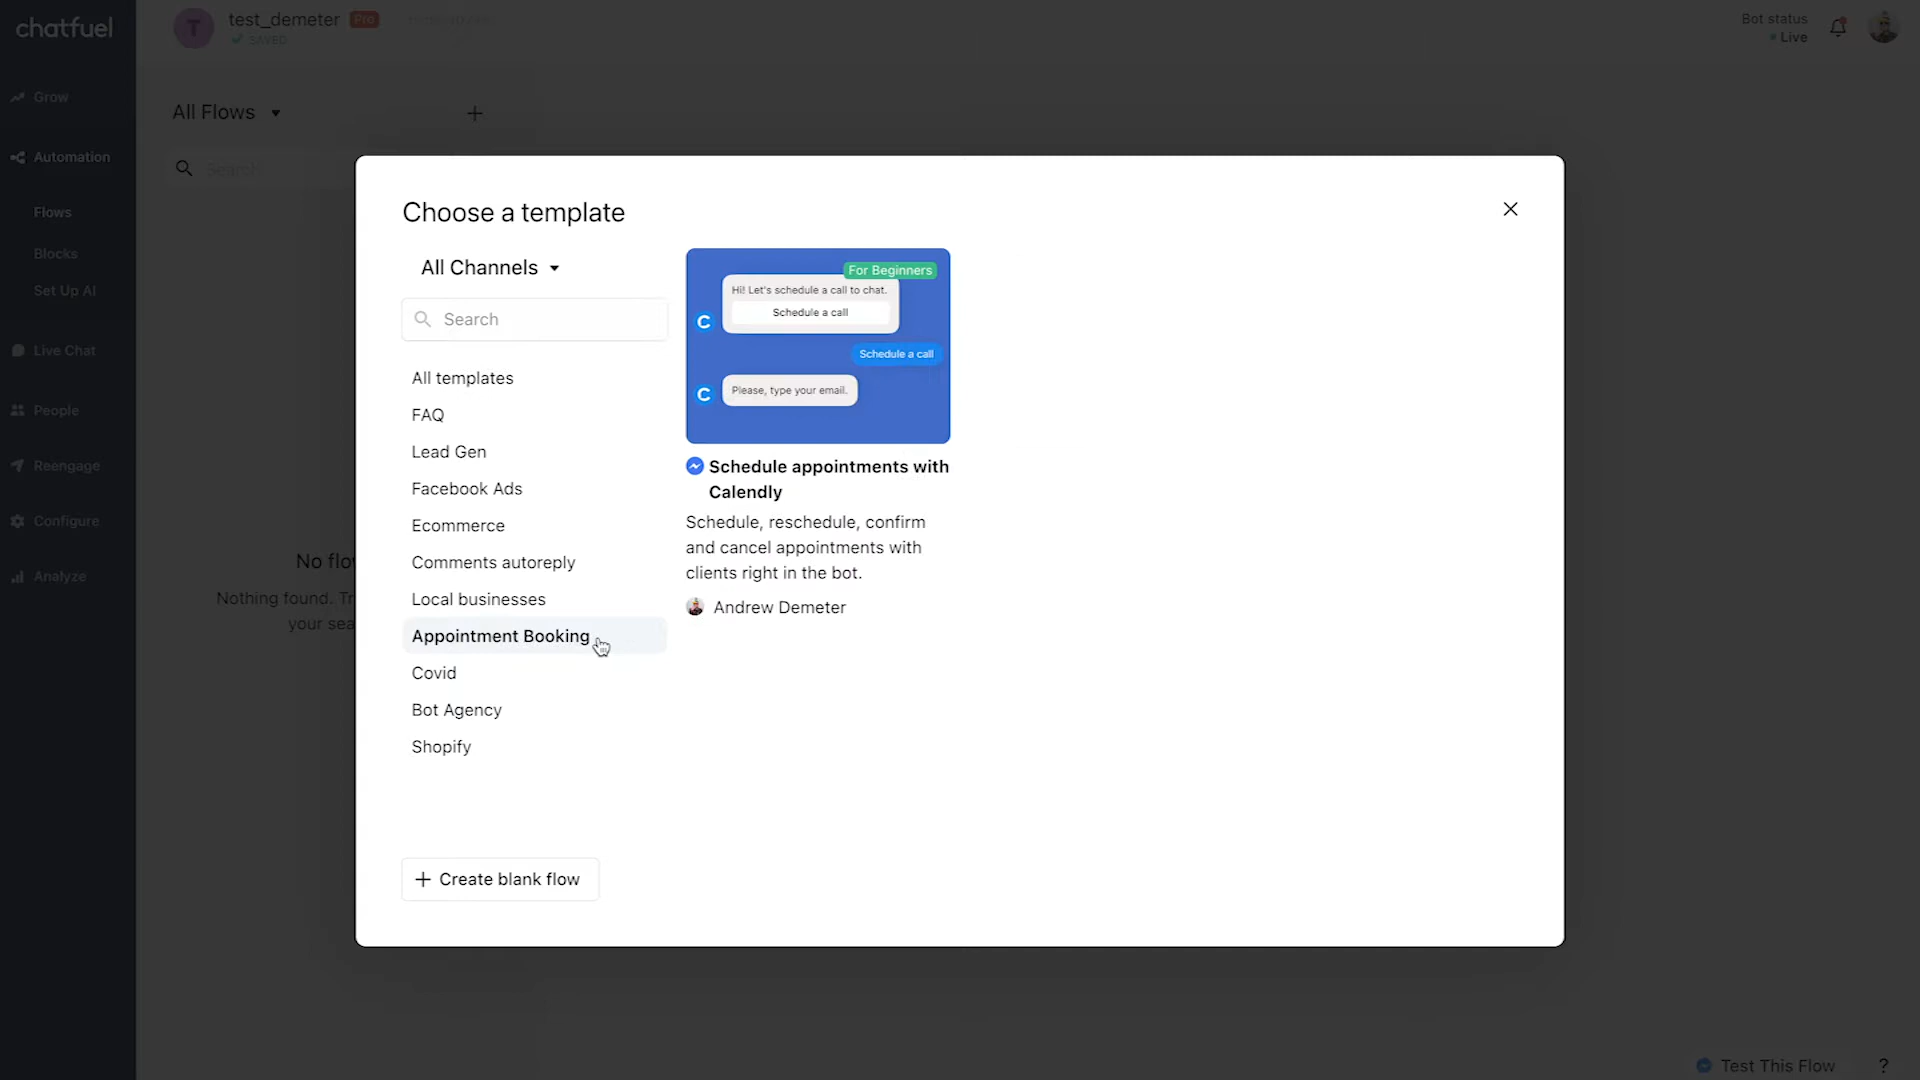 chatfuel
T
test_demeter Pro
SAVED
Bot status
Live
Grow
Automation
Flows
Blocks
Set Up AI
Live Chat
People
Reengage
Configure
Analyze
All Flows
Search
No flo
Nothing found. Tr
your sea
Choose a template
All Channels
Search
All templates
FAQ
Lead Gen
Facebook Ads
Ecommerce
Comments autoreply
Local businesses
Appointment Booking
Covid
Bot Agency
Shopify
Create blank flow
For Beginners
Hi! Let's schedule a call to chat.
Schedule a call
C
Schedule a call
C
Please, type your email.
Schedule appointments with
Calendly
Schedule, reschedule, confirm
and cancel appointments with
clients right in the bot.
Andrew Demeter
Test This Flow
?